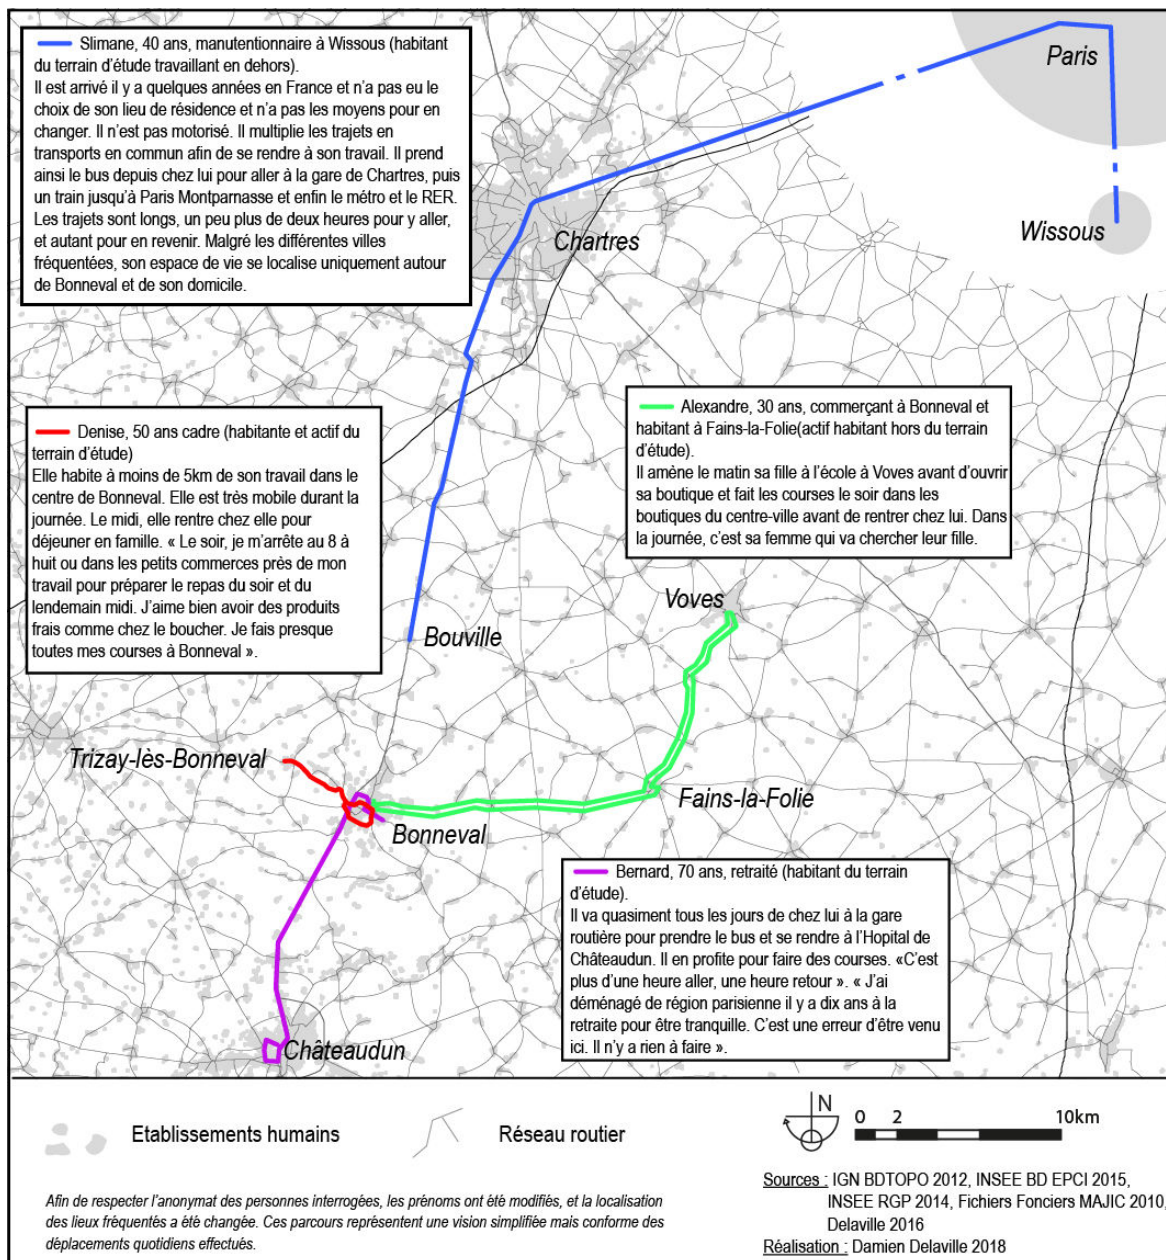 Slimane, 40 ans, manutentionnaire à Wissous (habitant
du terrain d'étude travaillant en dehors).
Il est arrivé il y a quelques années en France et n'a pas eu le
choix de son lieu de résidence et n'a pas les moyens pour en
changer. Il n'est pas motorisé. Il multiplie les trajets en
transports en commun afin de se rendre à son travail. Il prend
ainsi le bus depuis chez lui pour aller à la gare de Chartres, puis
un train jusqu'à Paris Montparnasse et enfin le métro et le RER.
Les trajets sont longs, un peu plus de deux heures pour y aller,
et autant pour en revenir. Malgré les différentes villes
fréquentées, son espace de vie se localise uniquement autour
de Bonneval et de son domicile.
Paris
Wissous
Chartres
Denise, 50 ans cadre (habitante et actif du
terrain d'étude)
Elle habite à moins de 5km de son travail dans le
centre de Bonneval. Elle est très mobile durant la
journée. Le midi, elle rentre chez elle pour
déjeuner en famille. « Le soir, je m'arrête au 8 à
huit ou dans les petits commerces près de mon
travail pour préparer le repas du soir et du
lendemain midi. J'aime bien avoir des produits
frais comme chez le boucher. Je fais presque
toutes mes courses à Bonneval ».
Alexandre, 30 ans, commerçant à Bonneval et
habitant à Fains-la-Folie(actif habitant hors du terrain
d'étude).
Il amène le matin sa fille à l'école à Voves avant d'ouvrir
sa boutique et fait les courses le soir dans les
boutiques du centre-ville avant de rentrer chez lui. Dans
la journée, c'est sa femme qui va chercher leur fille.
Voves
Bouville
Trizay-lès-Bonneval
Fains-la-Folie
Bonneval
Bernard, 70 ans, retraité (habitant du terrain
d'étude).
Il va quasiment tous les jours de chez lui à la gare
routière pour prendre le bus et se rendre à l'Hopital de
Châteaudun. Il en profite pour faire des courses. «C'est
plus d'une heure aller, une heure retour ». « J'ai
déménagé de région parisienne il y a dix ans à la
retraite pour être tranquille. C'est une erreur d'être venu
ici. Il n'y a rien à faire ».
Châteaudun
Etablissements humains
Réseau routier
N
0 2 10km
Afin de respecter l'anonymat des personnes interrogées, les prénoms ont été modifiés, et la localisation
des lieux fréquentés a été changée. Ces parcours représentent une vision simplifiée mais conforme des
déplacements quotidiens effectués.
Sources : IGN BDTOPO 2012, INSEE BD EPCI 2015,
INSEE RGP 2014, Fichiers Fonciers MAJIC 2010,
Delaville 2016
Réalisation : Damien Delaville 2018